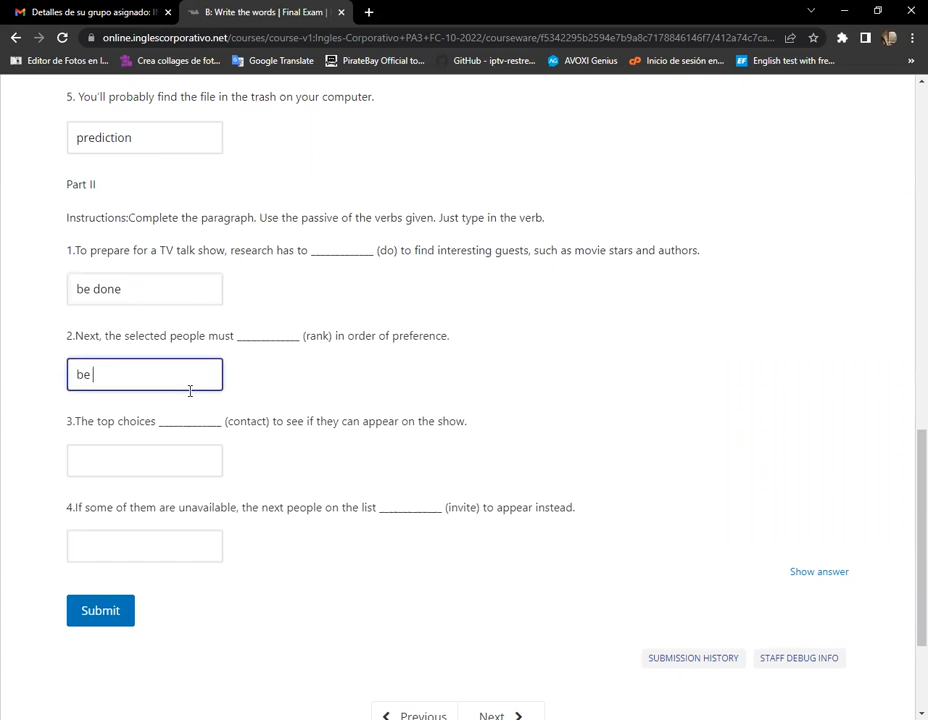 Detalles de su grupo asignado: I
B: Write the words | Final Exam |
online.inglescorporativo.net/courses/course-v1:Ingles-Corporativo+PA3+FC-10-2022/courseware/f5342295b2594e7b9a8c7178846146f7/412a74c7ca...
Editor de Fotos en l...
Crea collages de fot...
Google Translate
PirateBay Official to...
GitHub - iptv-restre...
AVOXI Genius
Inicio de sesión en...
English test with fre...
5. You'll probably find the file in the trash on your computer.
prediction
Part II
Instructions:Complete the paragraph. Use the passive of the verbs given. Just type in the verb.
1.To prepare for a TV talk show, research has to _____________ (do) to find interesting guests, such as movie stars and authors.
be done
2.Next, the selected people must _____________ (rank) in order of preference.
be
3.The top choices _____________ (contact) to see if they can appear on the show.
4.If some of them are unavailable, the next people on the list _____________ (invite) to appear instead.
Show answer
Submit
SUBMISSION HISTORY
STAFF DEBUG INFO
Previous
Next